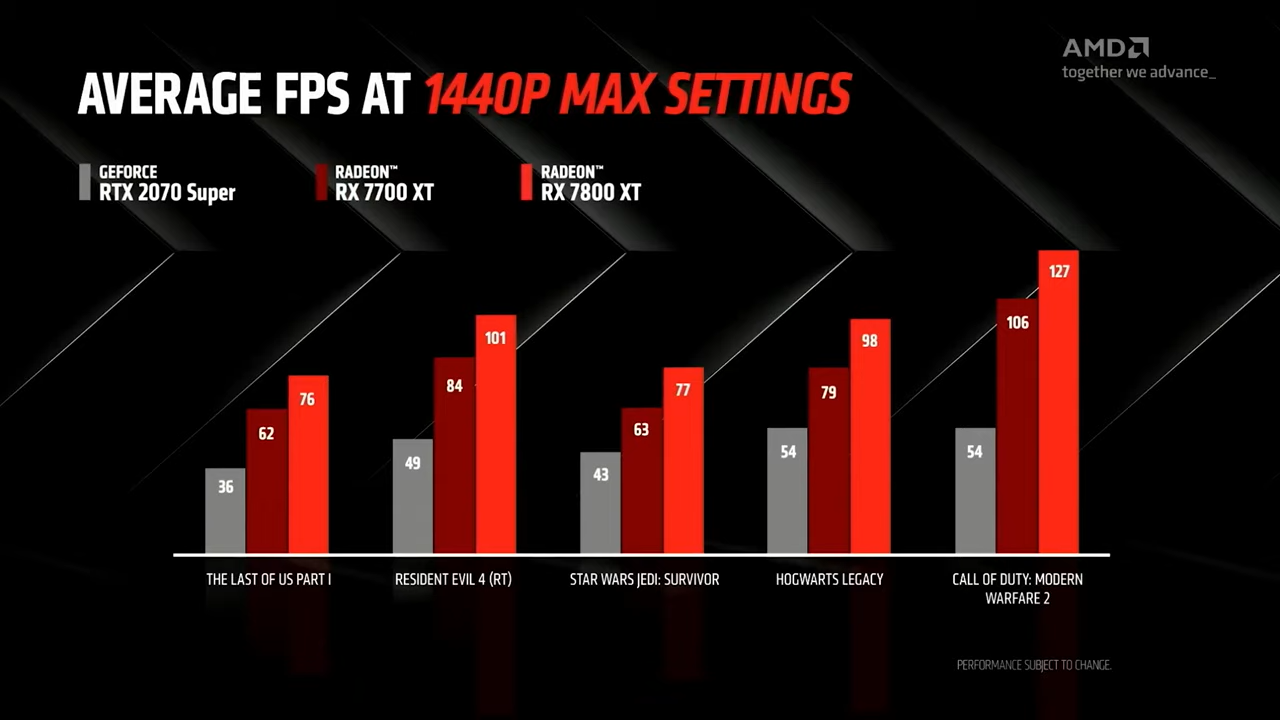 AMD
together we advance_
AVERAGE FPS AT 1440P MAX SETTINGS
GEFORCE
RTX 2070 Super
RADEON™
RX 7700 XT
RADEON™
RX 7800 XT
36
62
76
49
84
101
43
63
77
54
79
98
54
106
127
THE LAST OF US PART I
RESIDENT EVIL 4 (RT)
STAR WARS JEDI: SURVIVOR
HOGWARTS LEGACY
CALL OF DUTY: MODERN
WARFARE 2
PERFORMANCE SUBJECT TO CHANGE.